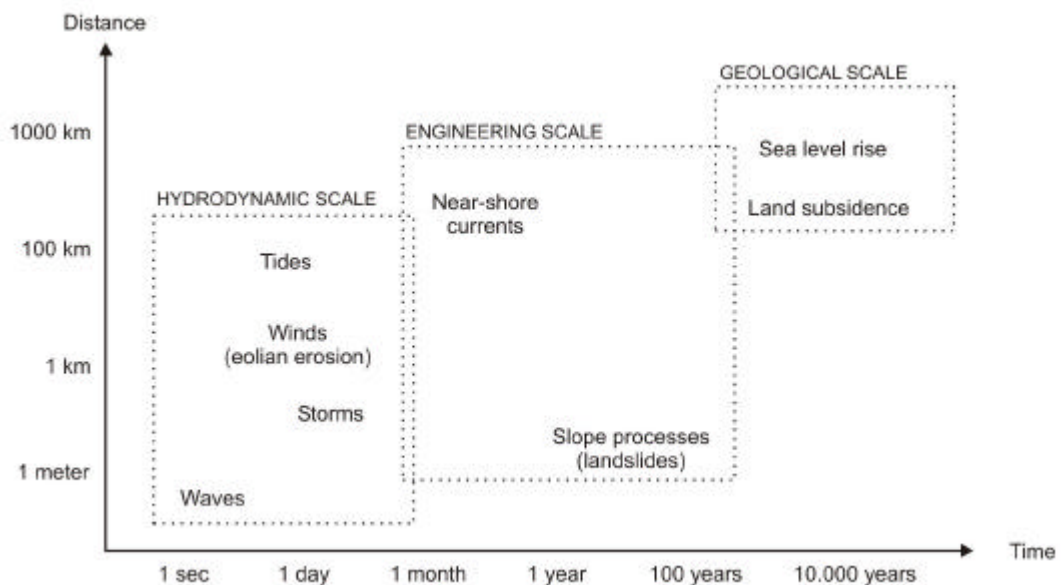 Distance
GEOLOGICAL SCALE
1000 km
ENGINEERING SCALE
Sea level rise
HYDRODYNAMIC SCALE
Near-shore
currents
Land subsidence
100 km
Tides
Winds
(eolian erosion)
1 km
Storms
Slope processes
(landslides)
1 meter
Waves
Time
1 sec
1 day
1 month
1 year
100 years
10.000 years